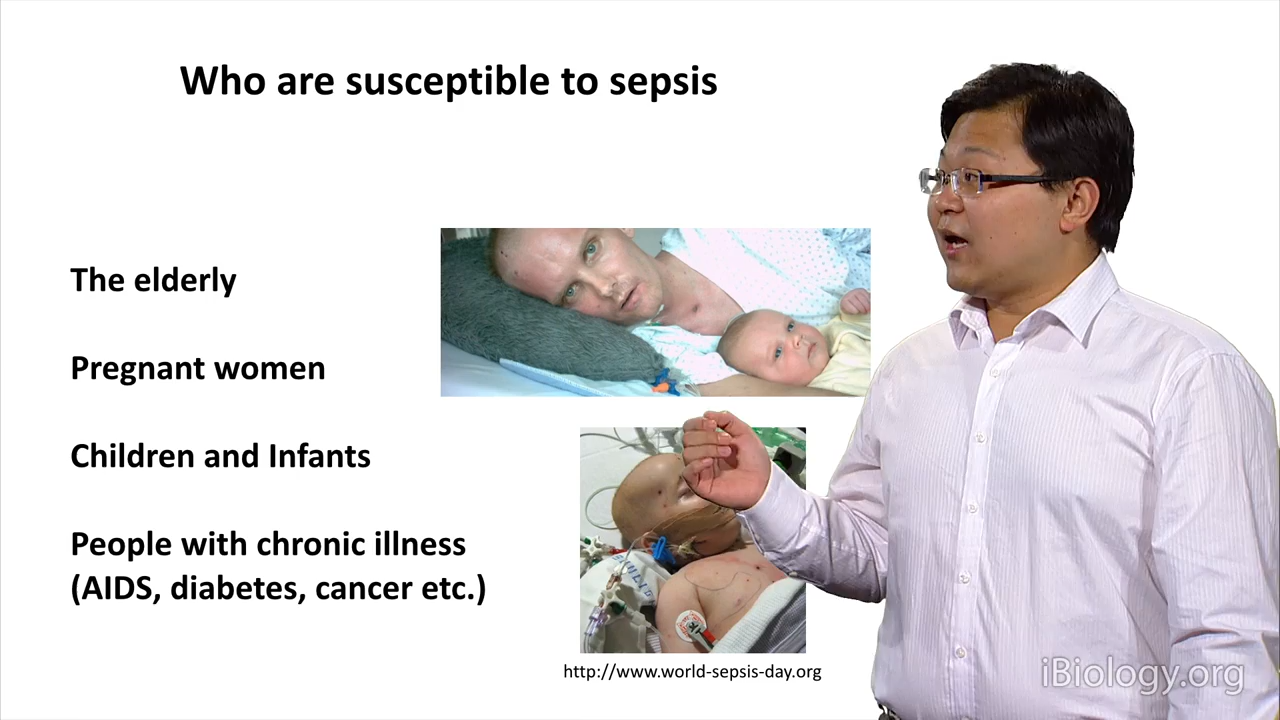 Who are susceptible to sepsis
The elderly
Pregnant women
Children and Infants
People with chronic illness
(AIDS, diabetes, cancer etc.)
http://www.world-sepsis-day.org
iBiology.org